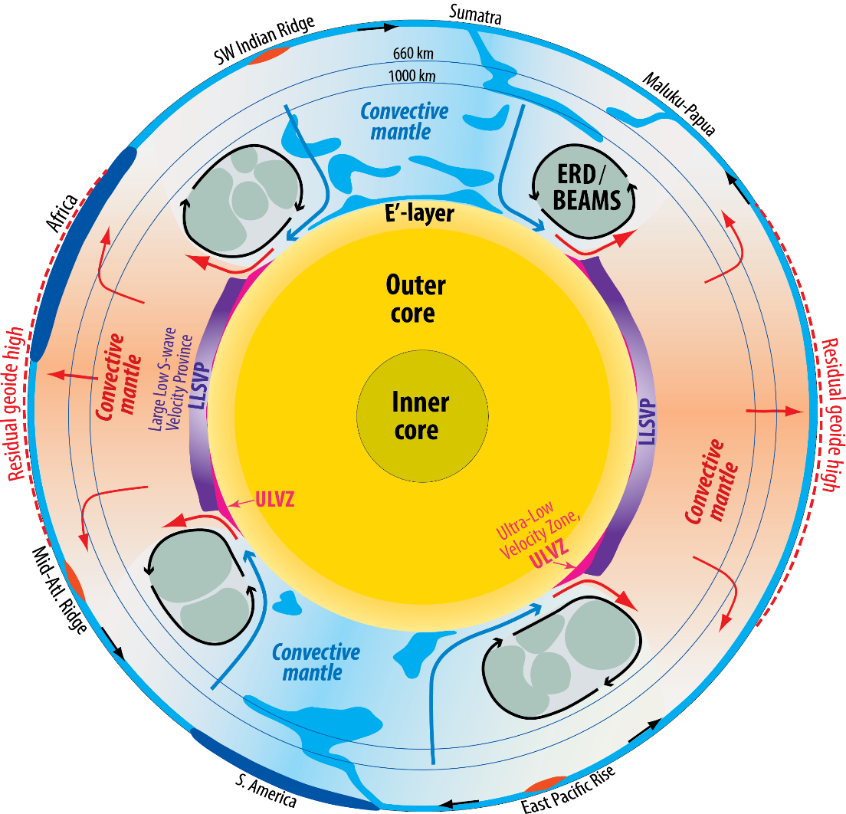 Sumatra
SW Indian Ridge
660 km
1000 km
Maluku-Papua
Convective
mantle
ERD/
BEAMS
Africa
E′-layer
Outer
core
Inner
core
Residual geoide high
Convective
mantle
Large Low S-wave
Velocity Province
LLSVP
LLSVP
Residual geoide high
Convective
mantle
ULVZ
Ultra-Low
Velocity Zone,
ULVZ
Mid-Atl. Ridge
Convective
mantle
S. America
East Pacific Rise